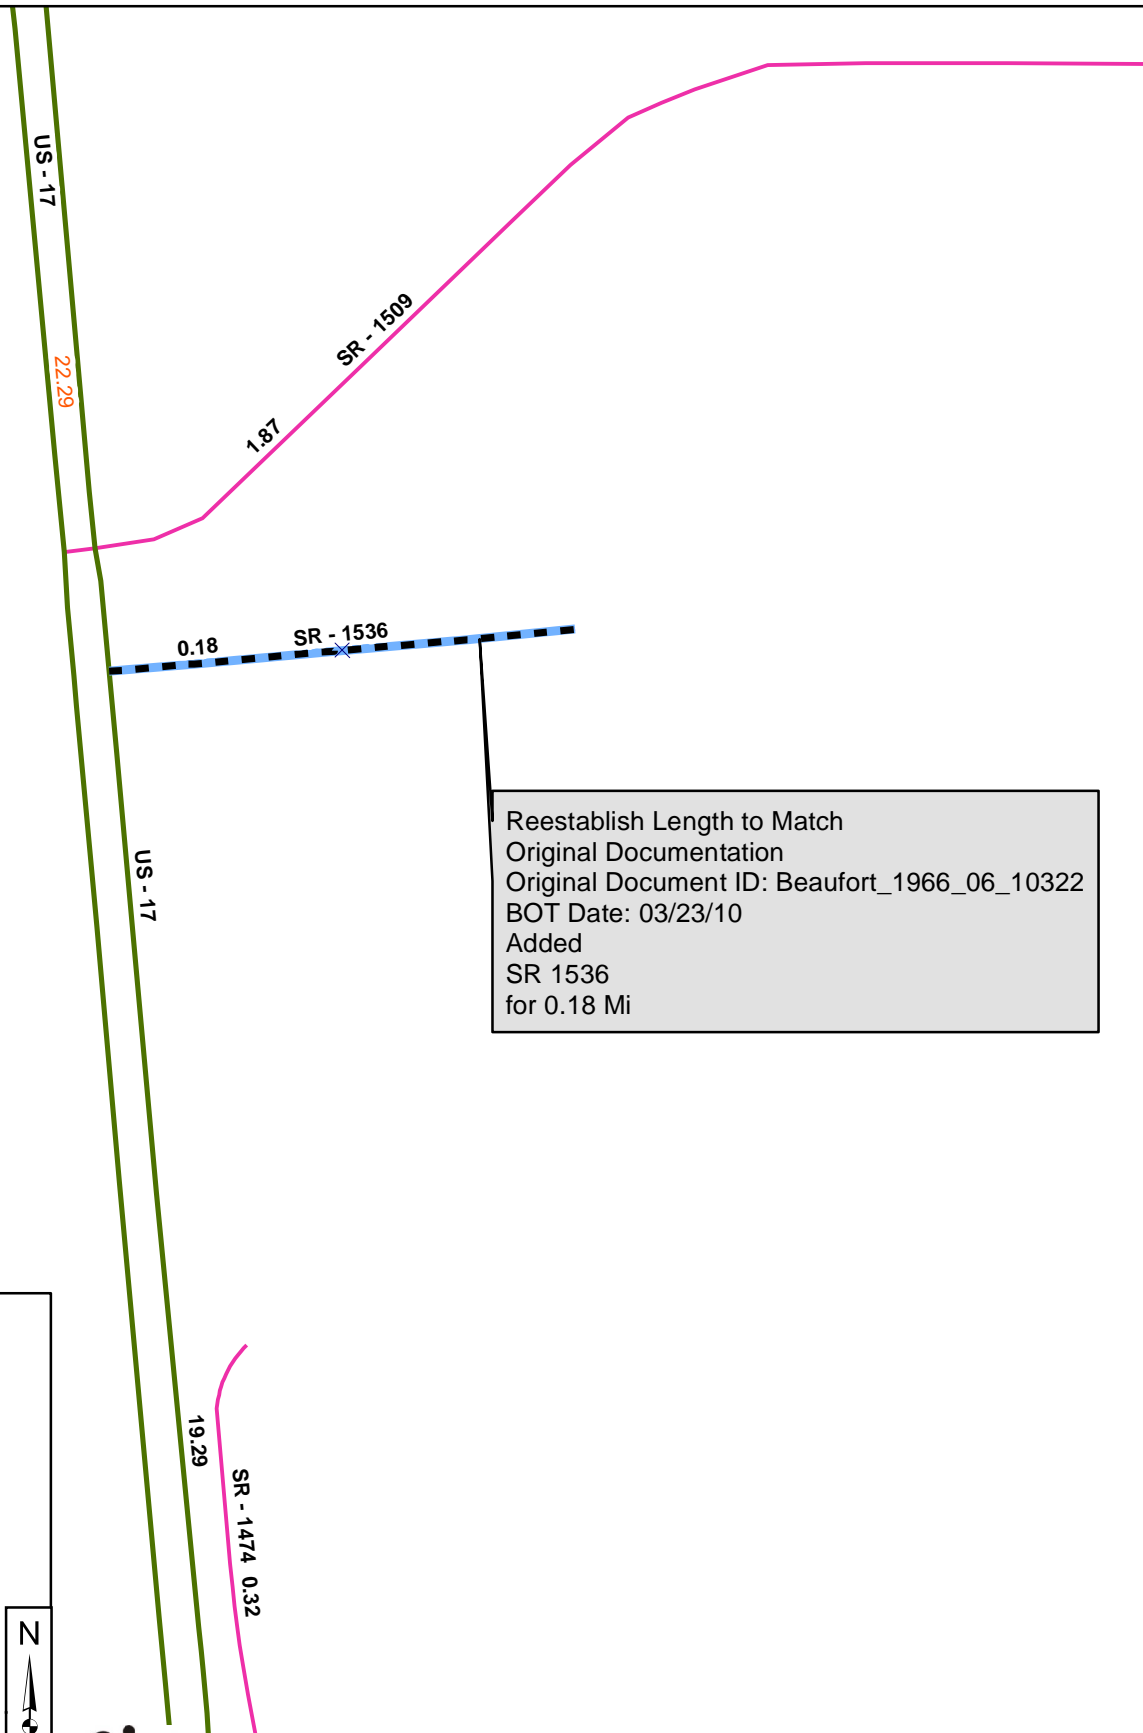 US - 17
22.29
SR - 1509
1.87
0.18
SR - 1536
Reestablish Length to Match
Original Documentation
Original Document ID: Beaufort_1966_06_10322
BOT Date: 03/23/10
Added
SR 1536
for 0.18 Mi
US - 17
19.29
SR - 1474 0.32
N